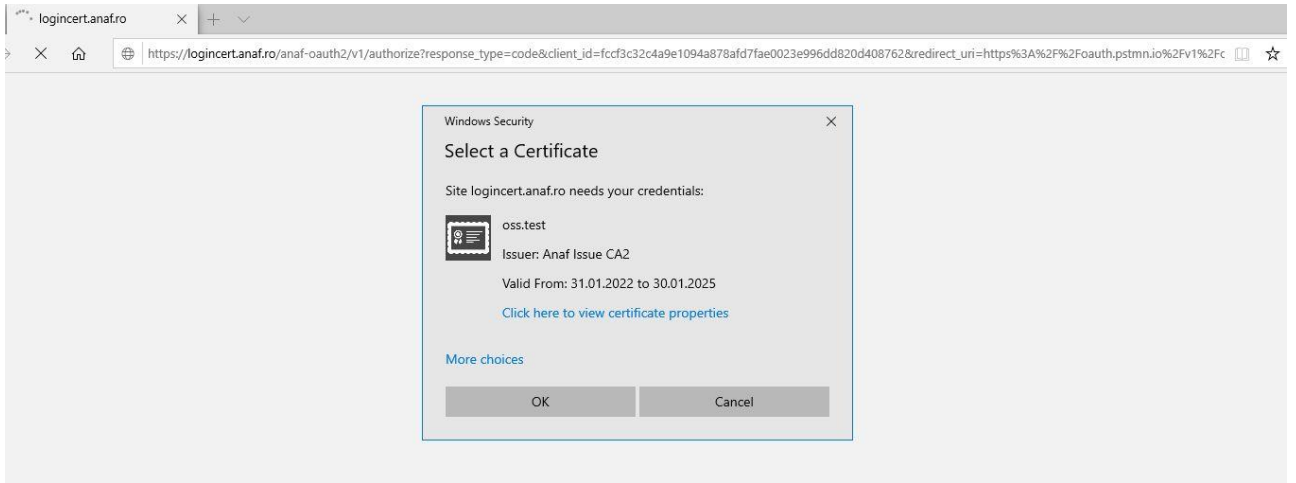 logincert.anaf.ro
https://logincert.anaf.ro/anaf-oauth2/v1/authorize?response_type=code&client_id=fccf3c32c4a9e1094a878afd7fae0023e996dd820d408762&redirect_uri=https%3A%2F%2Foauth.pstmn.io%2Fv1%2Fc
Windows Security
Select a Certificate
Site logincert.anaf.ro needs your credentials:
oss.test
Issuer: Anaf Issue CA2
Valid From: 31.01.2022 to 30.01.2025
Click here to view certificate properties
More choices
OK Cancel